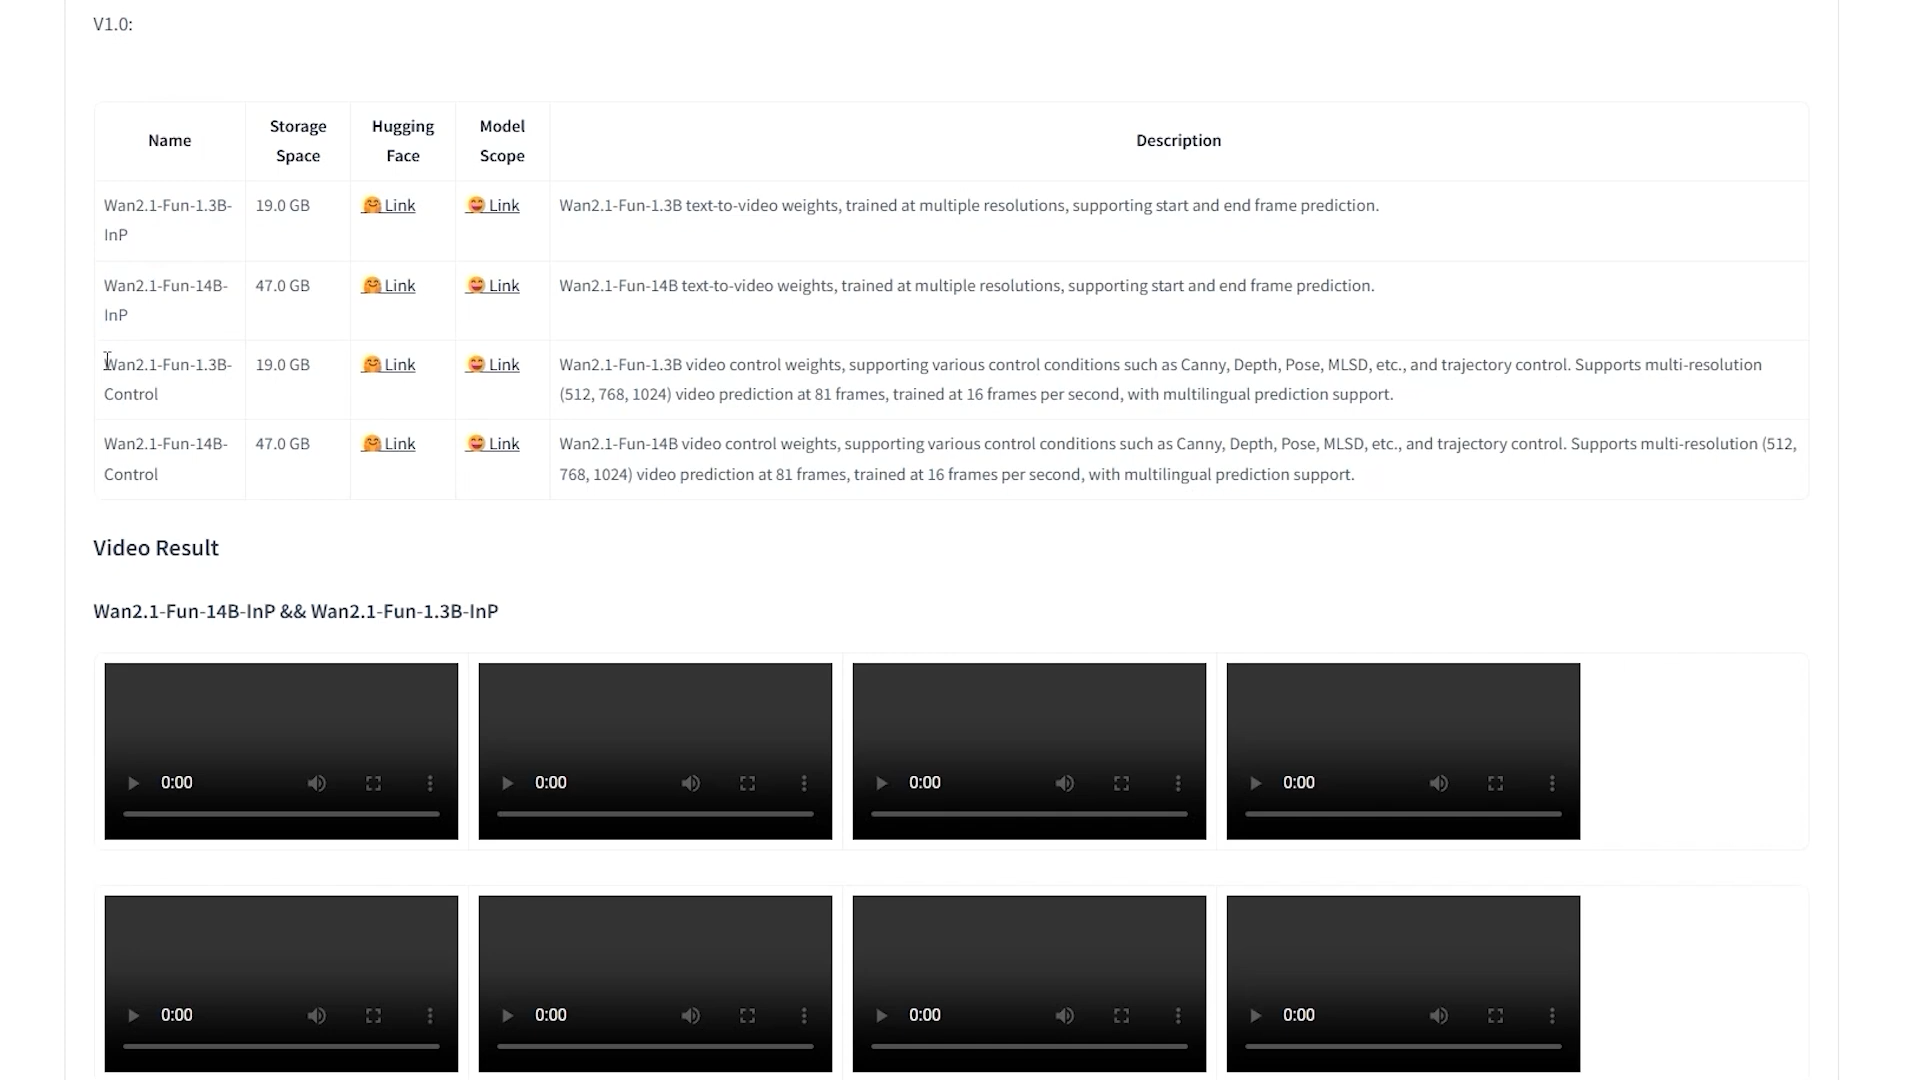 V1.0:
Name
Storage
Space
Hugging
Face
Model
Scope
Description
Wan2.1-Fun-1.3B-
InP
19.0 GB
🤗 Link
😄 Link
Wan2.1-Fun-1.3B text-to-video weights, trained at multiple resolutions, supporting start and end frame prediction.
Wan2.1-Fun-14B-
InP
47.0 GB
🤗 Link
😄 Link
Wan2.1-Fun-14B text-to-video weights, trained at multiple resolutions, supporting start and end frame prediction.
Wan2.1-Fun-1.3B-
Control
19.0 GB
🤗 Link
😄 Link
Wan2.1-Fun-1.3B video control weights, supporting various control conditions such as Canny, Depth, Pose, MLSD, etc., and trajectory control. Supports multi-resolution
(512, 768, 1024) video prediction at 81 frames, trained at 16 frames per second, with multilingual prediction support.
Wan2.1-Fun-14B-
Control
47.0 GB
🤗 Link
😄 Link
Wan2.1-Fun-14B video control weights, supporting various control conditions such as Canny, Depth, Pose, MLSD, etc., and trajectory control. Supports multi-resolution (512,
768, 1024) video prediction at 81 frames, trained at 16 frames per second, with multilingual prediction support.
Video Result
Wan2.1-Fun-14B-InP && Wan2.1-Fun-1.3B-InP
0:00
0:00
0:00
0:00
0:00
0:00
0:00
0:00